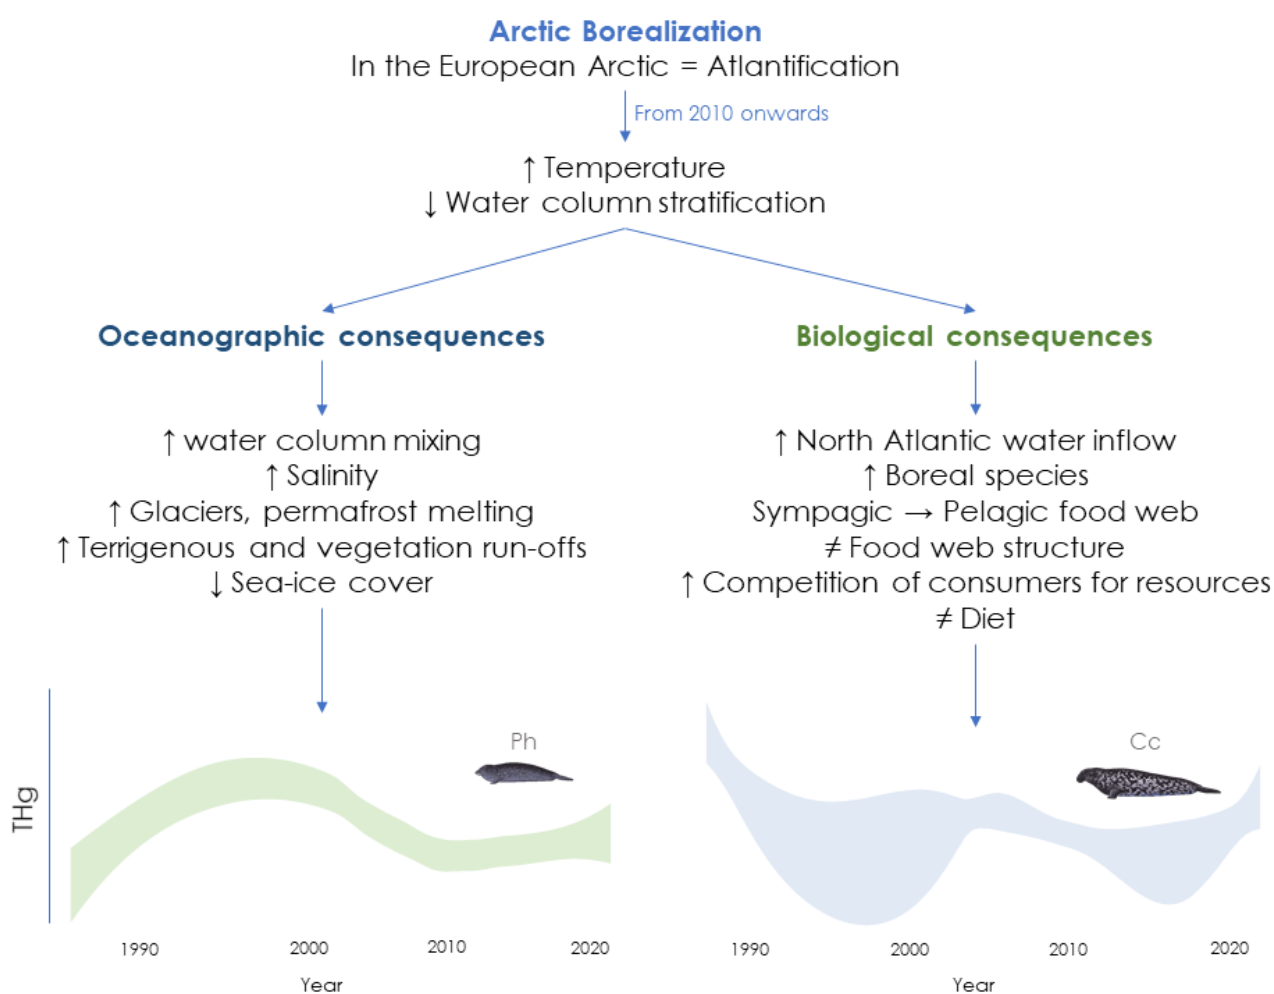 Arctic Borealization
In the European Arctic = Atlantification
From 2010 onwards
↑ Temperature
↓ Water column stratification
Oceanographic consequences
↑ water column mixing
↑ Salinity
↑ Glaciers, permafrost melting
↑ Terrigenous and vegetation run-offs
↓ Sea-ice cover
Biological consequences
↑ North Atlantic water inflow
↑ Boreal species
Sympagic → Pelagic food web
≠ Food web structure
↑ Competition of consumers for resources
≠ Diet
THg
Ph
1990 2000 2010 2020
Year
Cc
1990 2000 2010 2020
Year